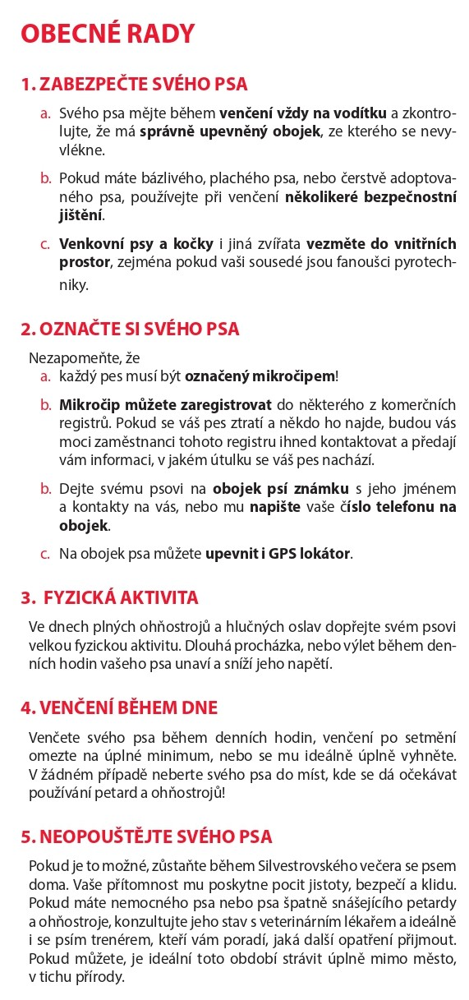 OBECNÉ RADY
1. ZABEZPEČTE SVÉHO PSA
a. Svého psa mějte během venčení vždy na vodítku a zkontro-
lujte, že má správně upevněný obojek, ze kterého se nevy-
vlékne.
b. Pokud máte bázlivého, plachého psa, nebo čerstvě adoptova-
ného psa, používejte při venčení několikeré bezpečnostní
jištění.
c. Venkovní psy a kočky i jiná zvířata vezměte do vnitřních
prostor, zejména pokud vaši sousedé jsou fanoušci pyrotech-
niky.
2. OZNAČTE SI SVÉHO PSA
Nezapomeňte, že
a. každý pes musí být označený mikročipem!
b. Mikročip můžete zaregistrovat do některého z komerčních
registrů. Pokud se váš pes ztratí a někdo ho najde, budou vás
moci zaměstnanci tohoto registru ihned kontaktovat a předají
vám informaci, v jakém útulku se váš pes nachází.
b. Dejte svému psovi na obojek psí známku s jeho jménem
a kontakty na vás, nebo mu napište vaše číslo telefonu na
obojek.
c. Na obojek psa můžete upevnit i GPS lokátor.
3. FYZICKÁ AKTIVITA
Ve dnech plných ohňostrojů a hlučných oslav dopřejte svém psovi
velkou fyzickou aktivitu. Dlouhá procházka, nebo výlet během den-
ních hodin vašeho psa unaví a sníží jeho napětí.
4. VENČENÍ BĚHEM DNE
Venčete svého psa během denních hodin, venčení po setmění
omezte na úplné minimum, nebo se mu ideálně úplně vyhněte.
V žádném případě neberte svého psa do míst, kde se dá očekávat
používání petard a ohňostrojů!
5. NEOPOUŠTĚJTE SVÉHO PSA
Pokud je to možné, zůstaňte během Silvestrovského večera se psem
doma. Vaše přítomnost mu poskytne pocit jistoty, bezpečí a klidu.
Pokud máte nemocného psa nebo psa špatně snášejícího petardy
a ohňostroje, konzultujte jeho stav s veterinárním lékařem a ideálně
i se psím trenérem, kteří vám poradí, jaká další opatření přijmout.
Pokud můžete, je ideální toto období strávit úplně mimo město,
v tichu přírody.